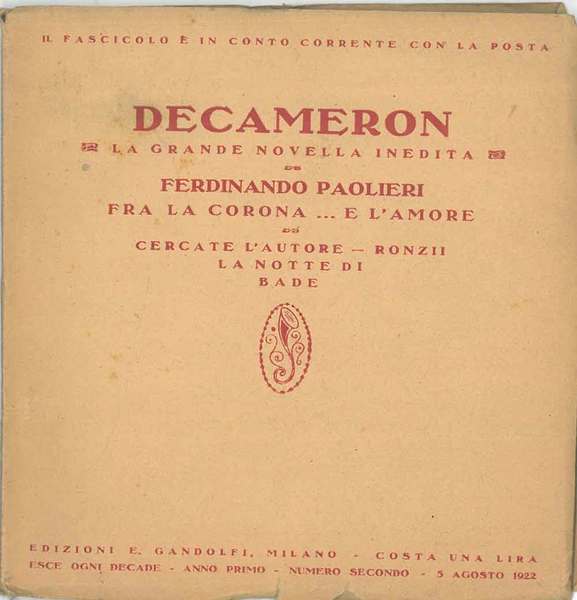 IL FASCICOLO È IN CONTO CORRENTE CON LA POSTA
DECAMERON
LA GRANDE NOVELLA INEDITA
FERDINANDO PAOLIERI
FRA LA CORONA ... E L'AMORE
CERCATE L'AUTORE — RONZII
LA NOTTE DI
BADE
EDIZIONI E. GANDOLFI, MILANO - COSTA UNA LIRA
ESCE OGNI DECADE - ANNO PRIMO - NUMERO SECONDO - 5 AGOSTO 1922